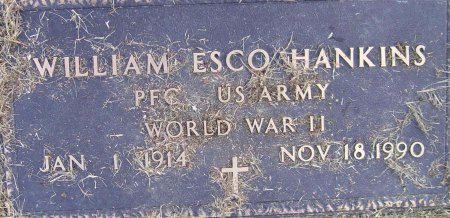 WILLIAM ESCO HANKINS
PFC US ARMY
WORLD WAR II
JAN 1 1914 NOV 18 1990